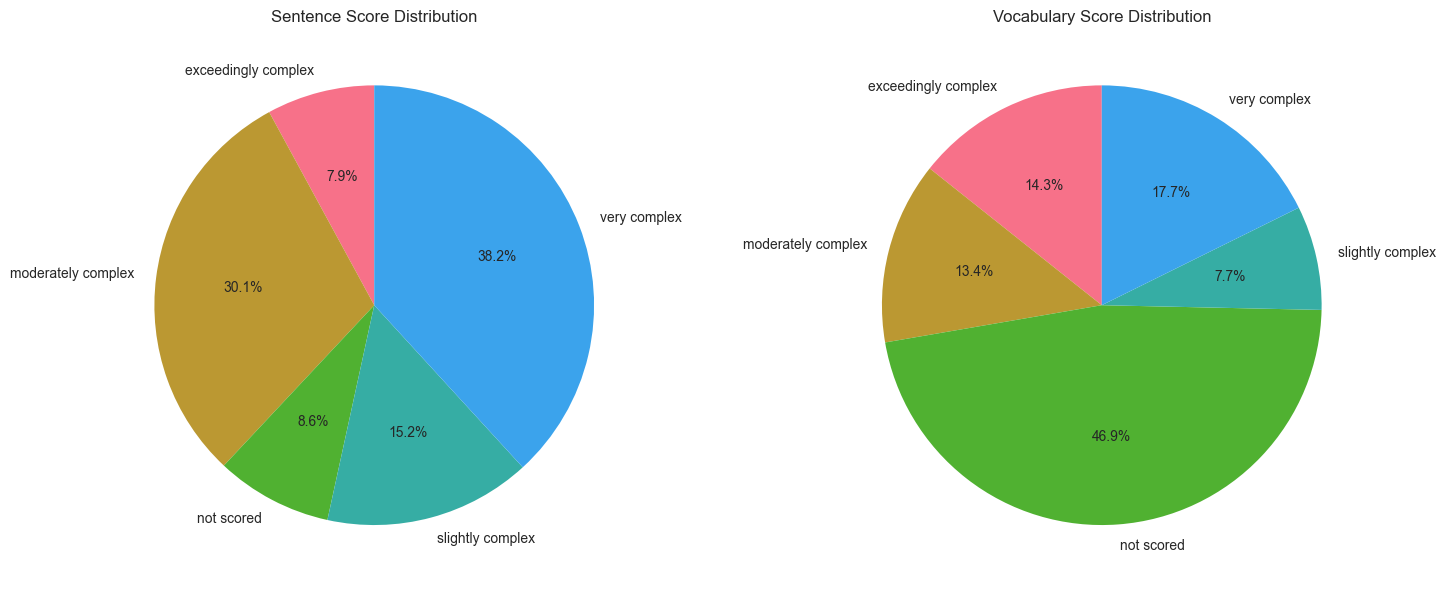 Sentence Score Distribution
exceedingly complex
7.9%
very complex
38.2%
moderately complex
30.1%
8.6%
15.2%
not scored
slightly complex
Vocabulary Score Distribution
exceedingly complex
very complex
14.3%
17.7%
moderately complex
slightly complex
13.4%
7.7%
46.9%
not scored